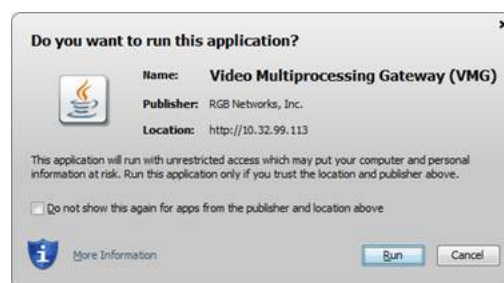 Do you want to run this application?
Name: Video Multiprocessing Gateway (VMG)
Publisher: RGB Networks, Inc.
Location: http://10.32.99.113
This application will run with unrestricted access which may put your computer and personal
information at risk. Run this application only if you trust the location and publisher above.
Do not show this again for apps from the publisher and location above
More Information
Run
Cancel